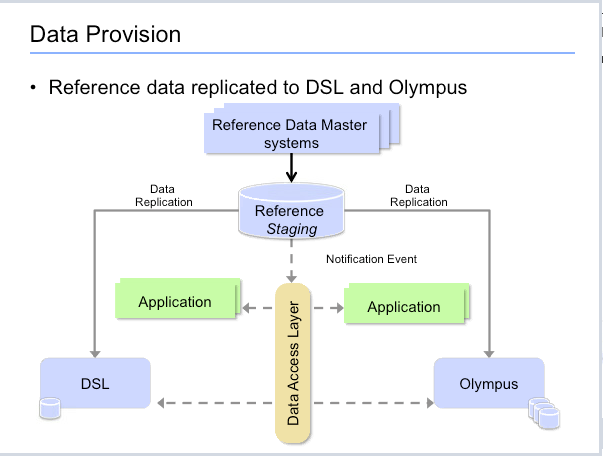 Data Provision
• Reference data replicated to DSL and Olympus
Reference Data Master
systems
Data
Replication
Data
Replication
Reference
Staging
Notification Event
Application
Application
Data Access Layer
DSL
Olympus